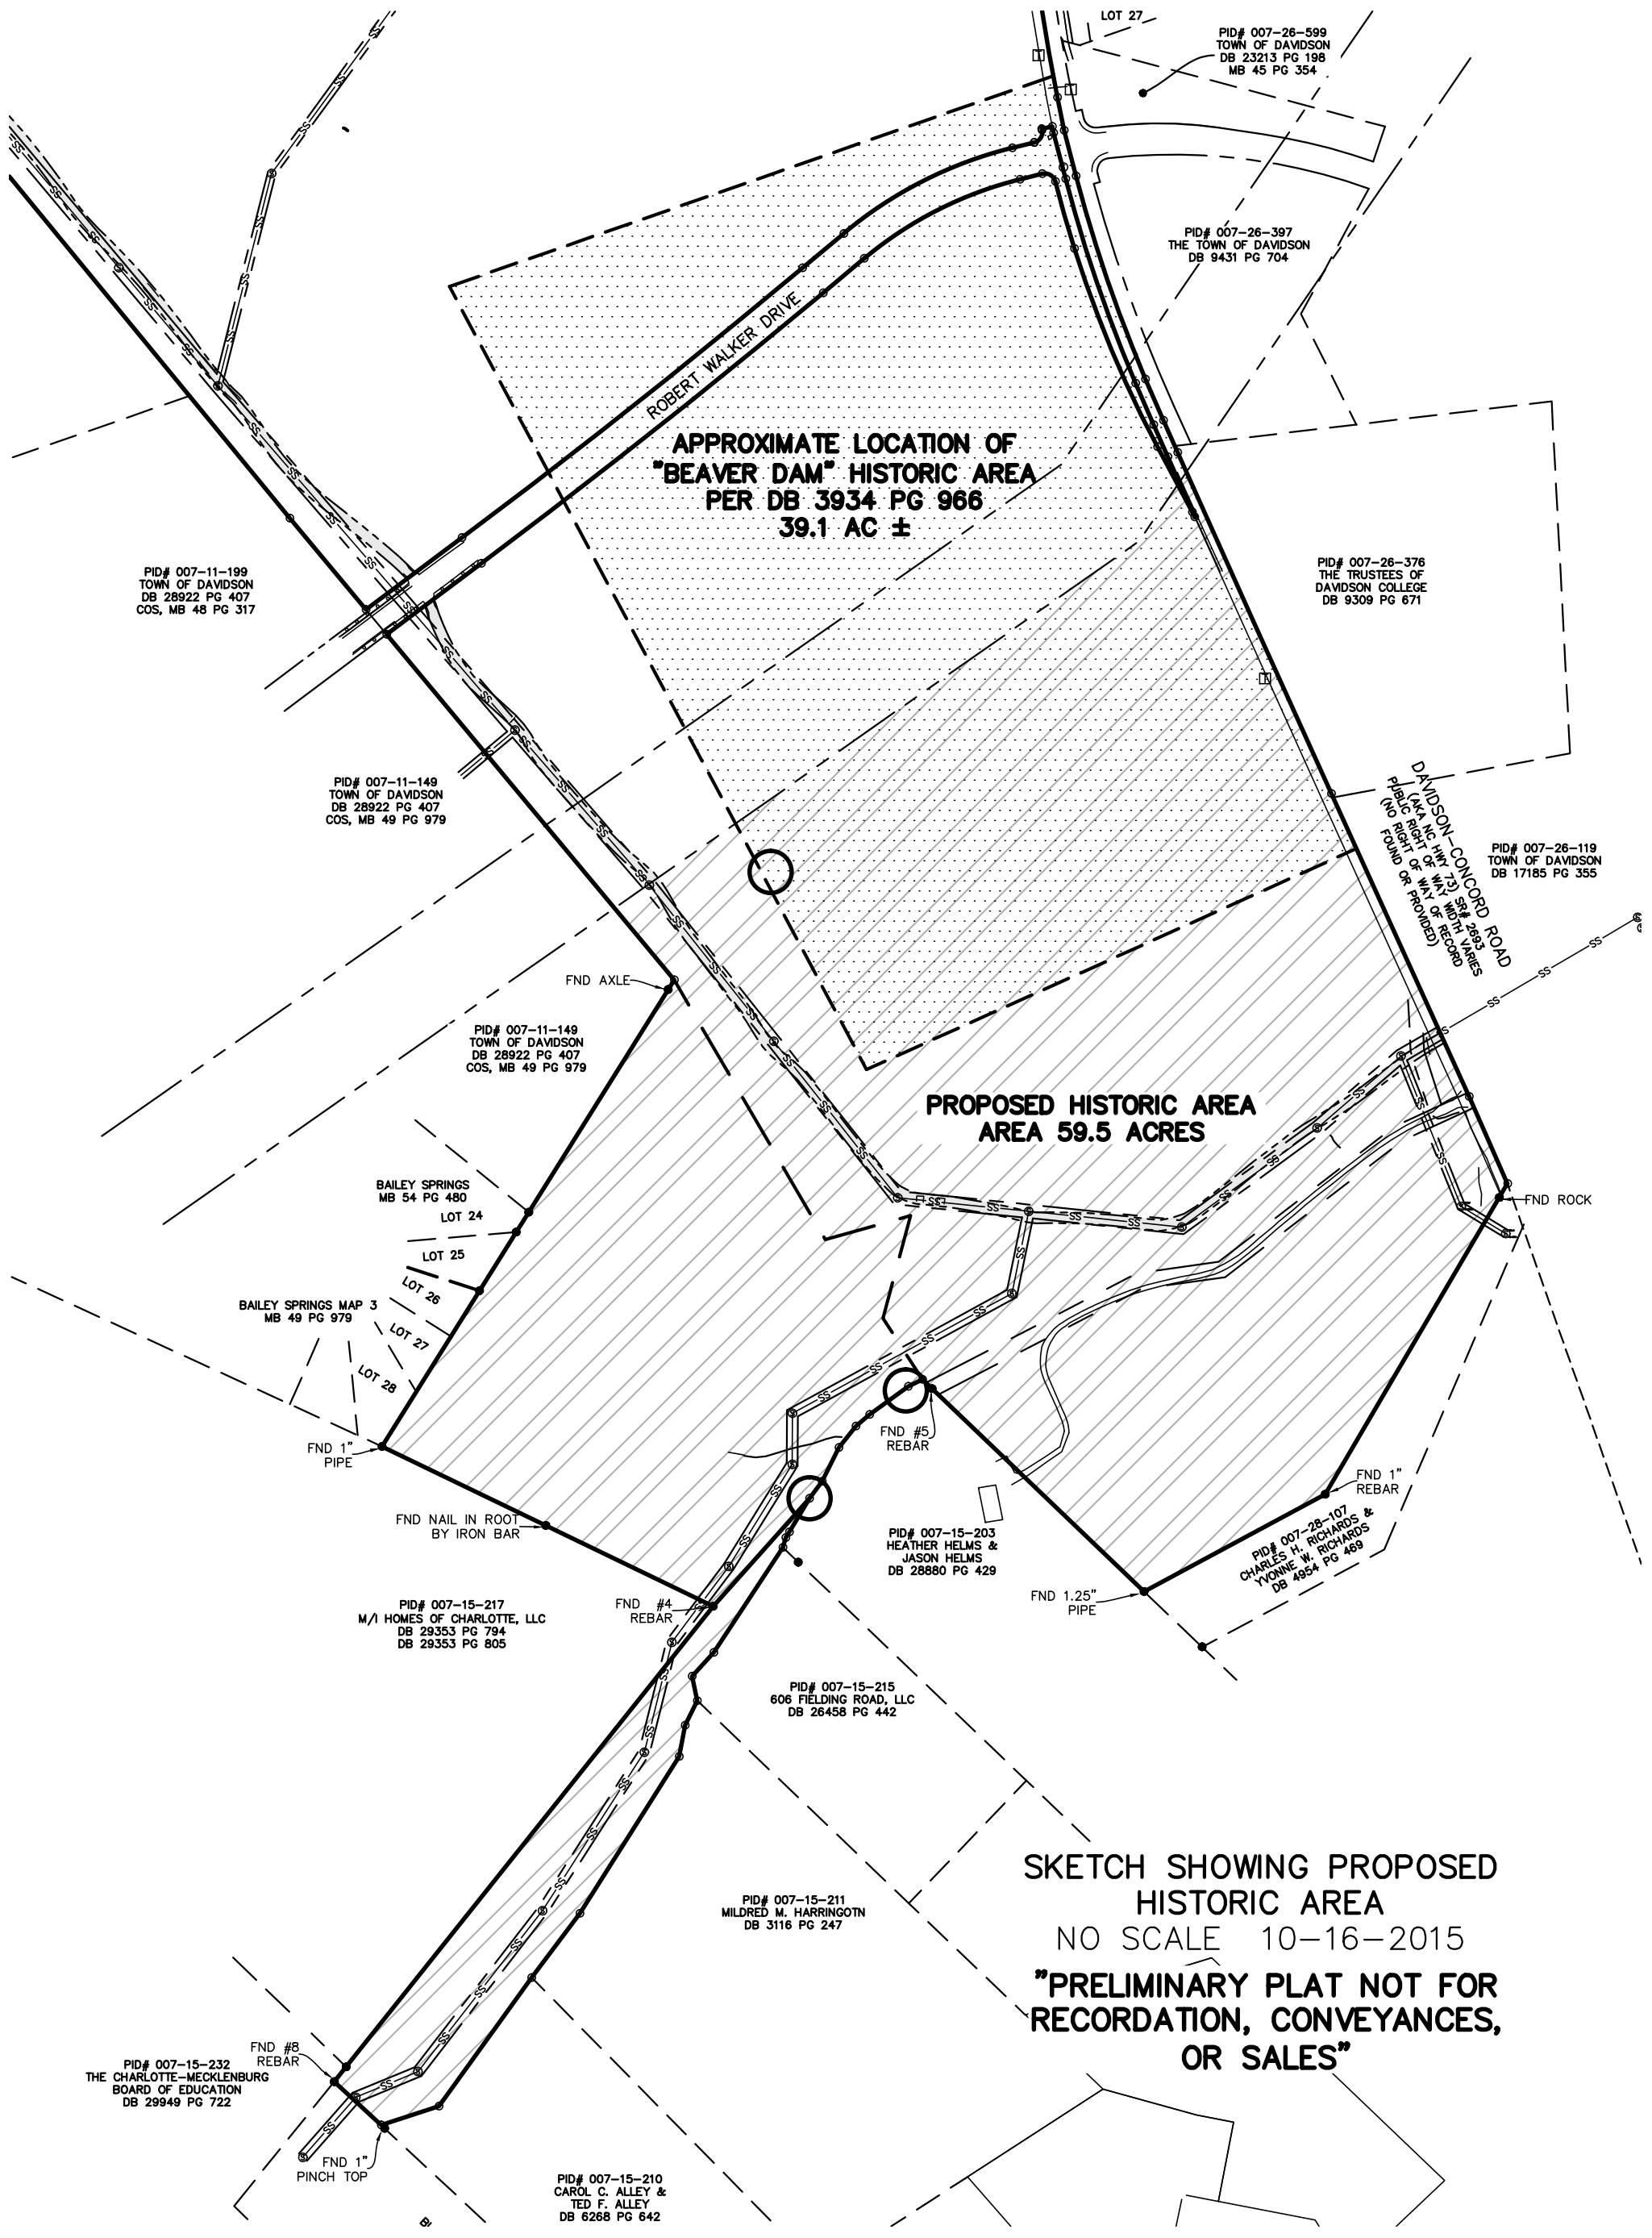 LOT 27
PID# 007-26-599
TOWN OF DAVIDSON
DB 23213 PG 198
MB 45 PG 354
PID# 007-26-397
THE TOWN OF DAVIDSON
DB 9431 PG 704
ROBERT WALKER DRIVE
APPROXIMATE LOCATION OF
"BEAVER DAM" HISTORIC AREA
PER DB 3934 PG 966
39.1 AC ±
PID# 007-11-199
TOWN OF DAVIDSON
DB 28922 PG 407
COS, MB 48 PG 317
PID# 007-26-376
THE TRUSTEES OF
DAVIDSON COLLEGE
DB 9309 PG 671
PID# 007-11-149
TOWN OF DAVIDSON
DB 28922 PG 407
COS, MB 49 PG 979
DAVIDSON-CONCORD ROAD
(AKA NC HWY 73) SR# 2693
PUBLIC RIGHT OF WAY WIDTH VARIES
(NO RIGHT OF WAY OF RECORD
FOUND OR PROVIDED)
PID# 007-26-119
TOWN OF DAVIDSON
DB 17185 PG 355
FND AXLE
PID# 007-11-149
TOWN OF DAVIDSON
DB 28922 PG 407
COS, MB 49 PG 979
PROPOSED HISTORIC AREA
AREA 59.5 ACRES
BAILEY SPRINGS
MB 54 PG 480
LOT 24
LOT 25
LOT 26
BAILEY SPRINGS MAP 3
MB 49 PG 979
LOT 27
LOT 28
FND ROCK
FND 1"
PIPE
FND #5
REBAR
FND 1"
REBAR
FND NAIL IN ROOT
BY IRON BAR
PID# 007-15-203
HEATHER HELMS &
JASON HELMS
DB 28880 PG 429
PID# 007-28-107
CHARLES H. RICHARDS &
YVONNE W. RICHARDS
DB 4954 PG 469
FND 1.25"
PIPE
PID# 007-15-217
M/I HOMES OF CHARLOTTE, LLC
DB 29353 PG 794
DB 29353 PG 805
FND #4
REBAR
PID# 007-15-215
606 FIELDING ROAD, LLC
DB 26458 PG 442
PID# 007-15-211
MILDRED M. HARRINGOTN
DB 3116 PG 247
SKETCH SHOWING PROPOSED
HISTORIC AREA
NO SCALE 10-16-2015
"PRELIMINARY PLAT NOT FOR
RECORDATION, CONVEYANCES,
OR SALES"
FND #8
REBAR
PID# 007-15-232
THE CHARLOTTE-MECKLENBURG
BOARD OF EDUCATION
DB 29949 PG 722
FND 1"
PINCH TOP
PID# 007-15-210
CAROL C. ALLEY &
TED F. ALLEY
DB 6268 PG 642